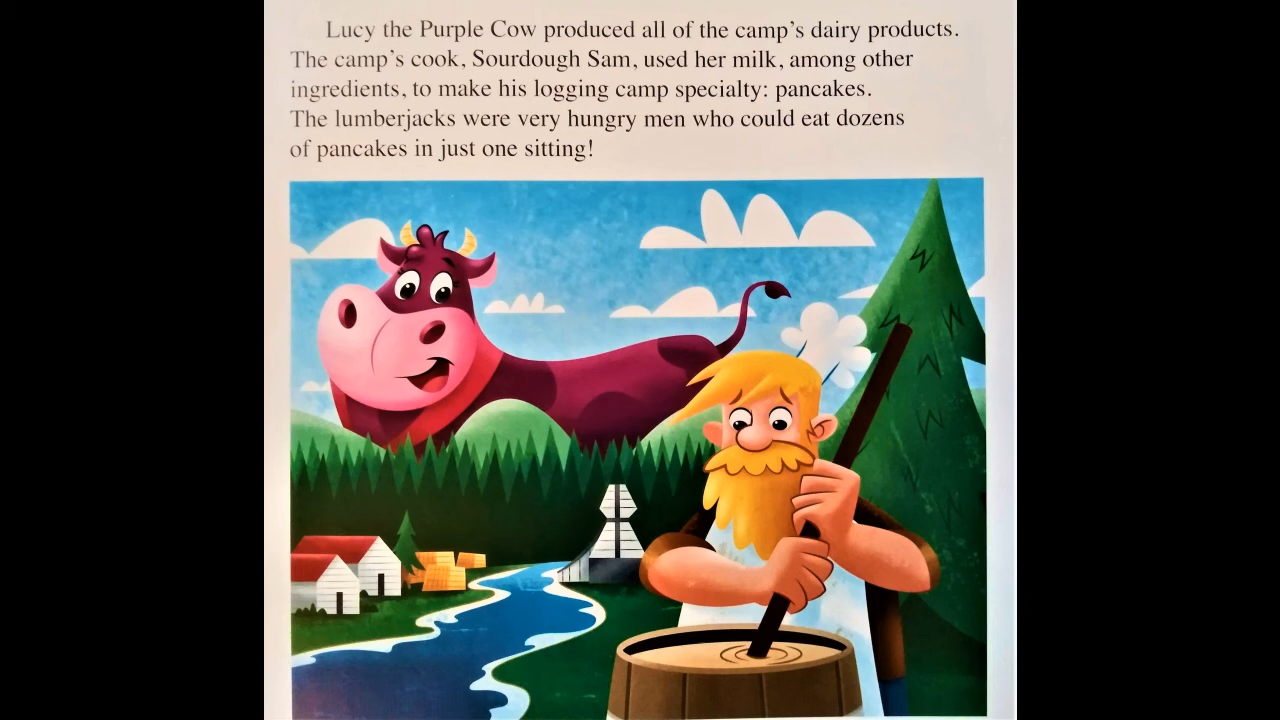 Lucy the Purple Cow produced all of the camp’s dairy products.
The camp’s cook, Sourdough Sam, used her milk, among other
ingredients, to make his logging camp specialty: pancakes.
The lumberjacks were very hungry men who could eat dozens
of pancakes in just one sitting!